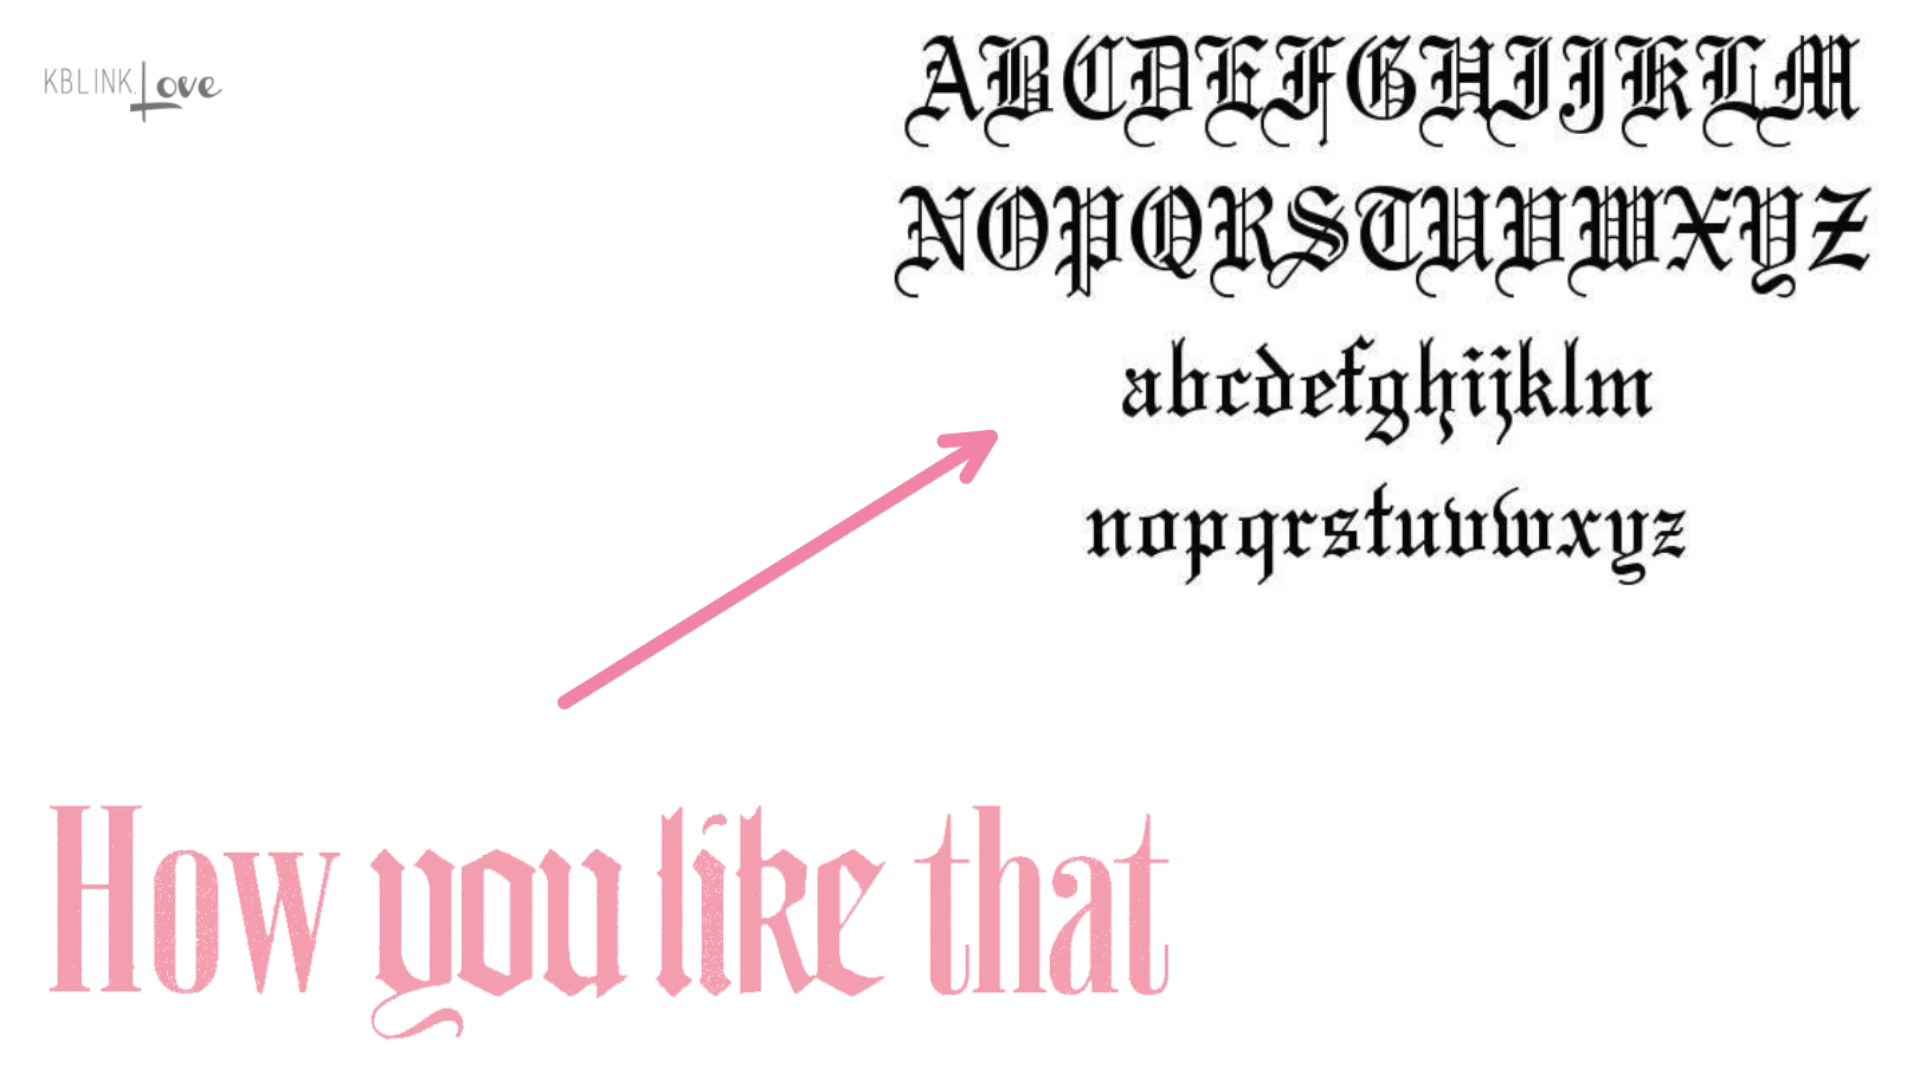 KBLINK.Love
ABCDEFGHIJKLM
NOPQRSTUVWXYZ
abcdefghijklm
nopqrstuvwxyz
How you like that